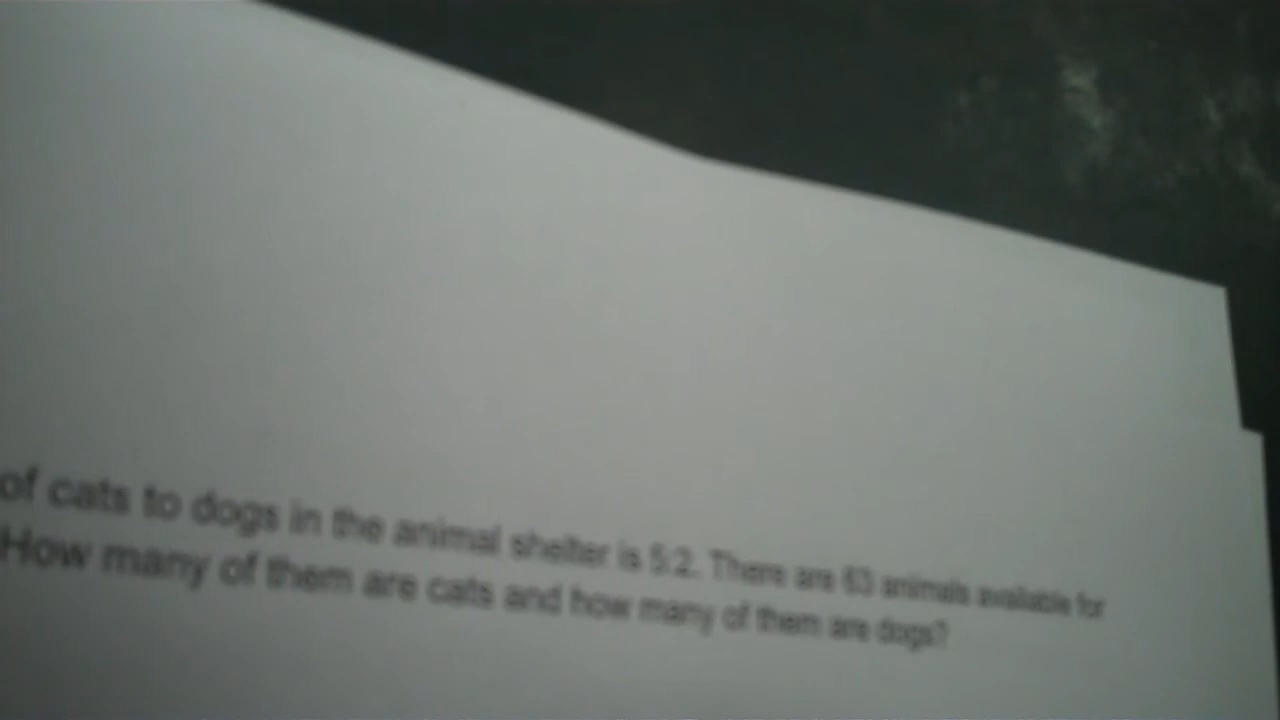 of cats to dogs in the animal shelter is 5:2. There are 63 animals available for
How many of them are cats and how many of them are dogs?